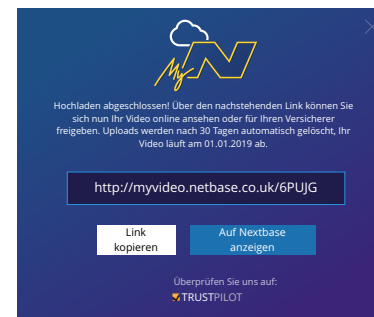 My N
Hochladen abgeschlossen! Über den nachstehenden Link können Sie
sich nun Ihr Video online ansehen oder für Ihren Versicherer
freigeben. Uploads werden nach 30 Tagen automatisch gelöscht, Ihr
Video läuft am 01.01.2019 ab.
http://myvideo.netbase.co.uk/6PUJG
Link
kopieren
Auf Nextbase
anzeigen
Überprüfen Sie uns auf:
TRUSTPILOT